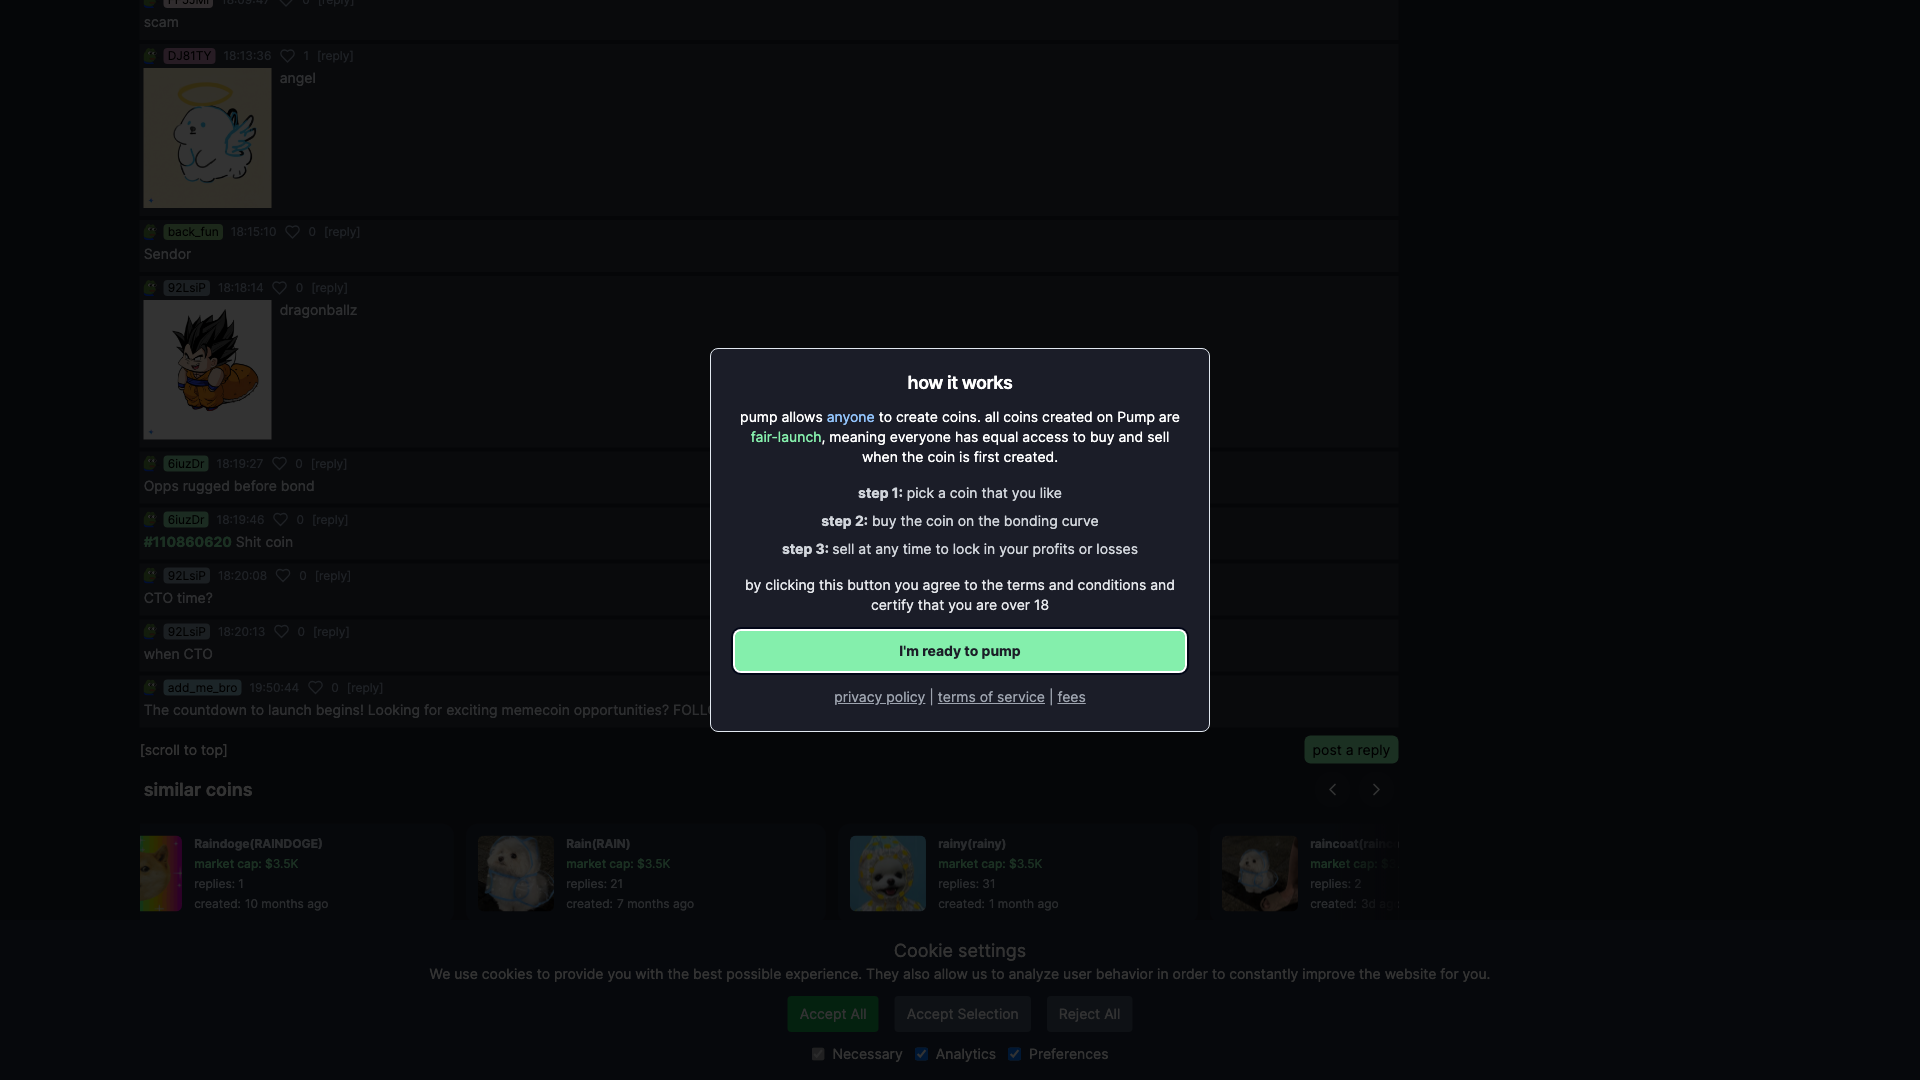 18:09:47 0 [reply]
scam
DJ81TY 18:13:36 1 [reply]
angel
back_fun 18:15:10 0 [reply]
Sendor
92LsiP 18:18:14 0 [reply]
dragonballz
6iuzDr 18:19:27 0 [reply]
Opps rugged before bond
6iuzDr 18:19:46 0 [reply]
#110860620 Shit coin
92LsiP 18:20:08 0 [reply]
CTO time?
92LsiP 18:20:13 0 [reply]
when CTO
add_me_bro 19:50:44 0 [reply]
The countdown to launch begins! Looking for exciting memecoin opportunities?
[scroll to top]
post a reply
how it works
pump allows anyone to create coins. all coins created on Pump are
fair-launch, meaning everyone has equal access to buy and sell
when the coin is first created.
step 1: pick a coin that you like
step 2: buy the coin on the bonding curve
step 3: sell at any time to lock in your profits or losses
by clicking this button you agree to the terms and conditions and
certify that you are over 18
I'm ready to pump
privacy policy | terms of service | fees
similar coins
Raindoge(RAINDOGE)
market cap: $3.5K
replies: 1
created: 10 months ago
Rain(RAIN)
market cap: $3.5K
replies: 21
created: 7 months ago
rainy(rainy)
market cap: $3.5K
replies: 31
created: 1 month ago
market cap:
replies: 2
created: 3d ago
Cookie settings
We use cookies to provide you with the best possible experience. They also allow us to analyze user behavior in order to constantly improve the website for you.
Accept All
Accept Selection
Reject All
Necessary
Analytics
Preferences